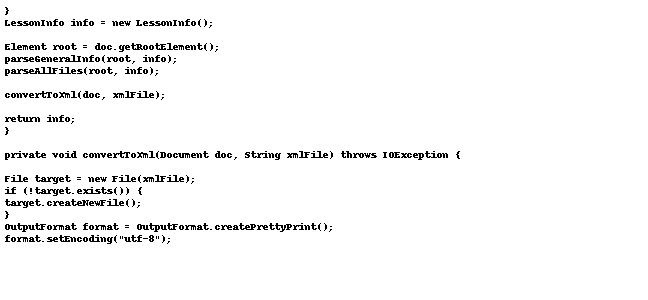 }
LessonInfo info = new LessonInfo();
Element root = doc.getRootElement();
parseGeneralInfo(root, info);
parseAllFiles(root, info);
convertToXml(doc, xmlFile);
return info;
}
private void convertToXml(Document doc, String xmlFile) throws IOException {
File target = new File(xmlFile);
if (!target.exists()) {
target.createNewFile();
}
OutputFormat format = OutputFormat.createPrettyPrint();
format.setEncoding("utf-8");